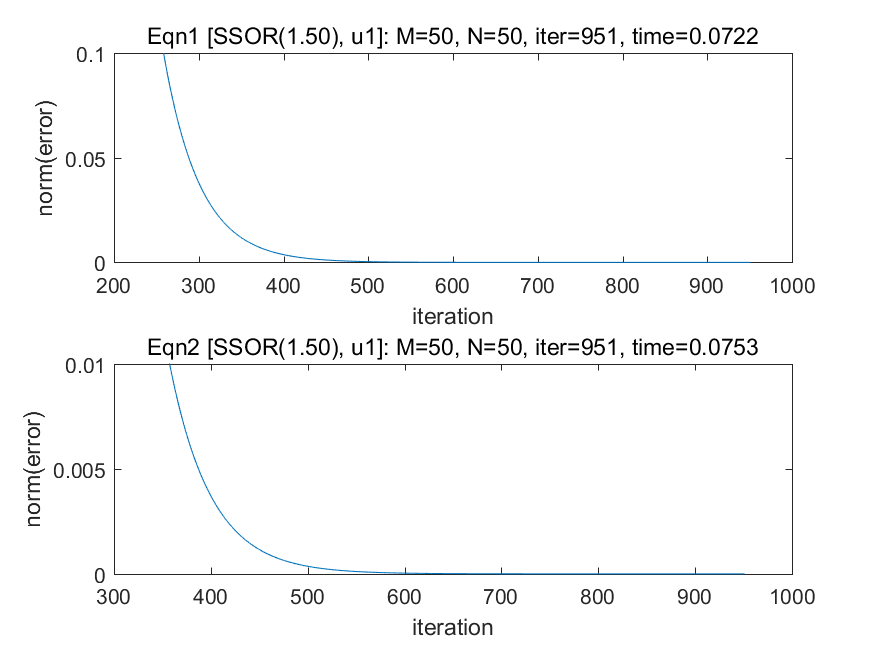 Eqn1 [SSOR(1.50), u1]: M=50, N=50, iter=951, time=0.0722
0.1
0.05
0
norm(error)
200 300 400 500 600 700 800 900 1000
iteration
Eqn2 [SSOR(1.50), u1]: M=50, N=50, iter=951, time=0.0753
0.01
0.005
0
norm(error)
300 400 500 600 700 800 900 1000
iteration